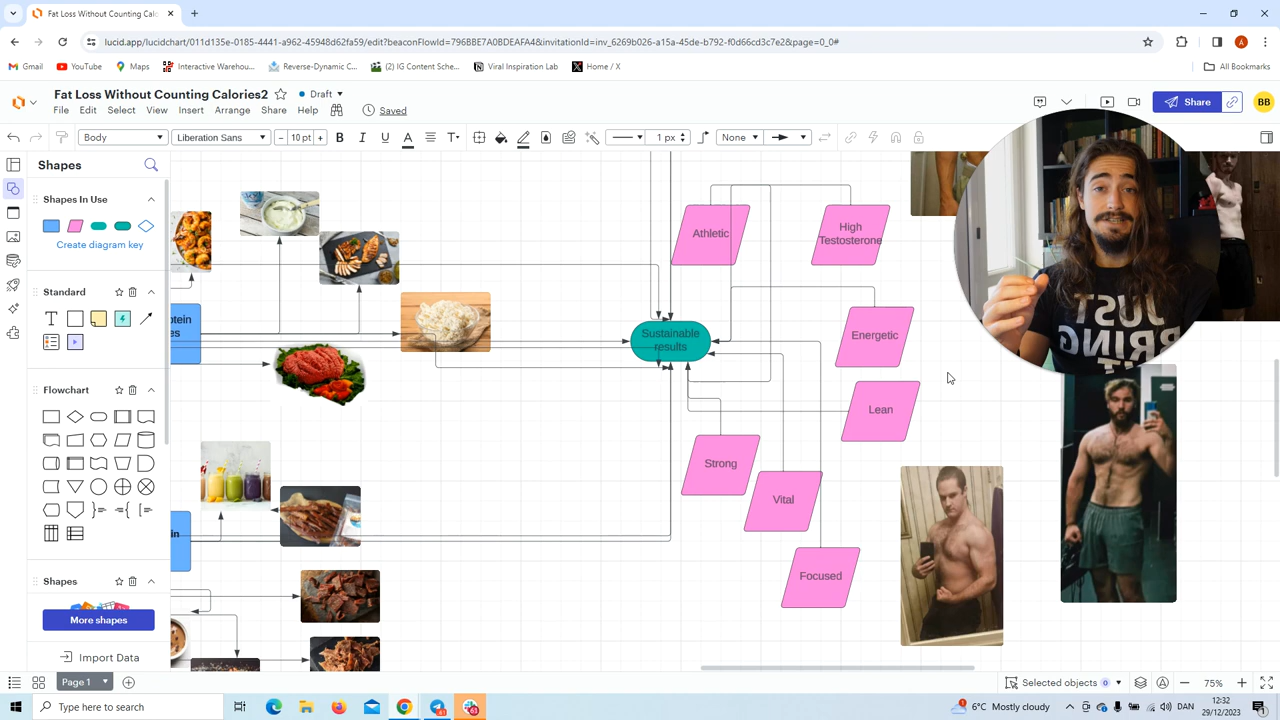 Fat Loss Without Counting Calo
lucid.app/lucidchart/011d135e-0185-4441-a962-45948d62fa59/edit?beaconFlowId=796BBE7A0BDEAFA4&invitationId=inv_6269b026-a15a-45de-b792-f0d66cd3c7e2&page=0_0#
A
Gmail
YouTube
Maps
Interactive Warehou...
Reverse-Dynamic C...
(2) IG Content Sche...
Viral Inspiration Lab
Home / X
All Bookmarks
Fat Loss Without Counting Calories2
Draft
File Edit Select View Insert Arrange Share Help
Saved
Share
BB
Body
Liberation Sans
10 pt
B I U A T
1 px
None
Shapes
Shapes In Use
Create diagram key
Standard
T
Flowchart
Shapes
More shapes
Import Data
Athletic
High
Testosterone
Sustainable
results
Energetic
Lean
Strong
Vital
Focused
JUST
BRING
Page 1
Selected objects 0
75%
Type here to search
6°C Mostly cloudy
DAN
12:32
29/12/2023